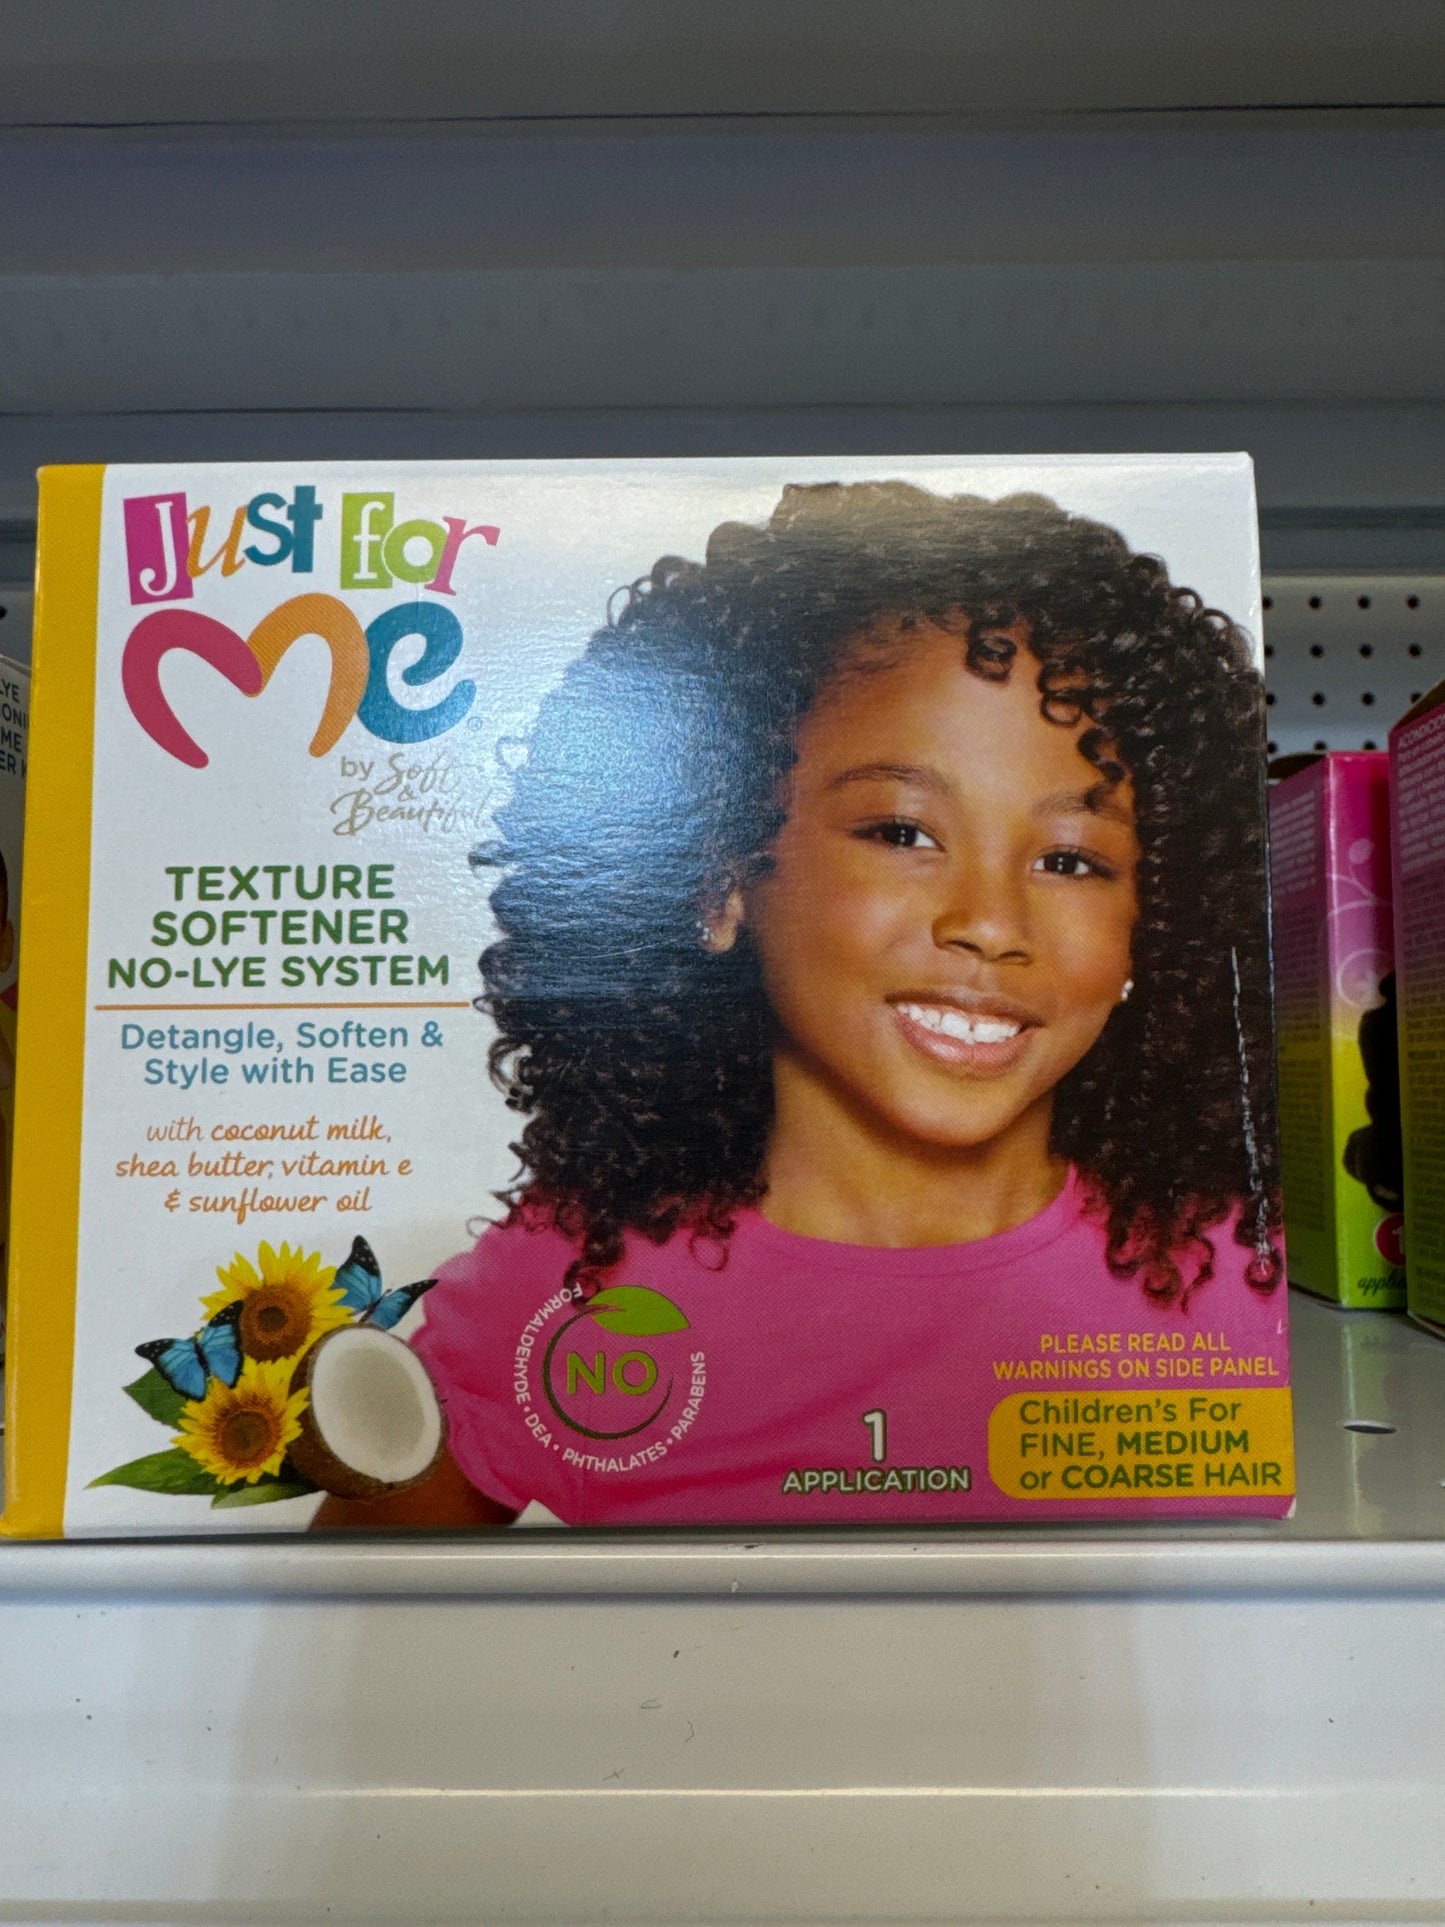 Just for
me®
by Soft
&
Beautiful
TEXTURE
SOFTENER
NO-LYE SYSTEM
Detangle, Soften &
Style with Ease
with coconut milk,
shea butter, vitamin e
& sunflower oil
NO
FORMALDEHYDE • DEA • PHTHALATES • PARABENS
1
APPLICATION
PLEASE READ ALL
WARNINGS ON SIDE PANEL
Children's For
FINE, MEDIUM
or COARSE HAIR